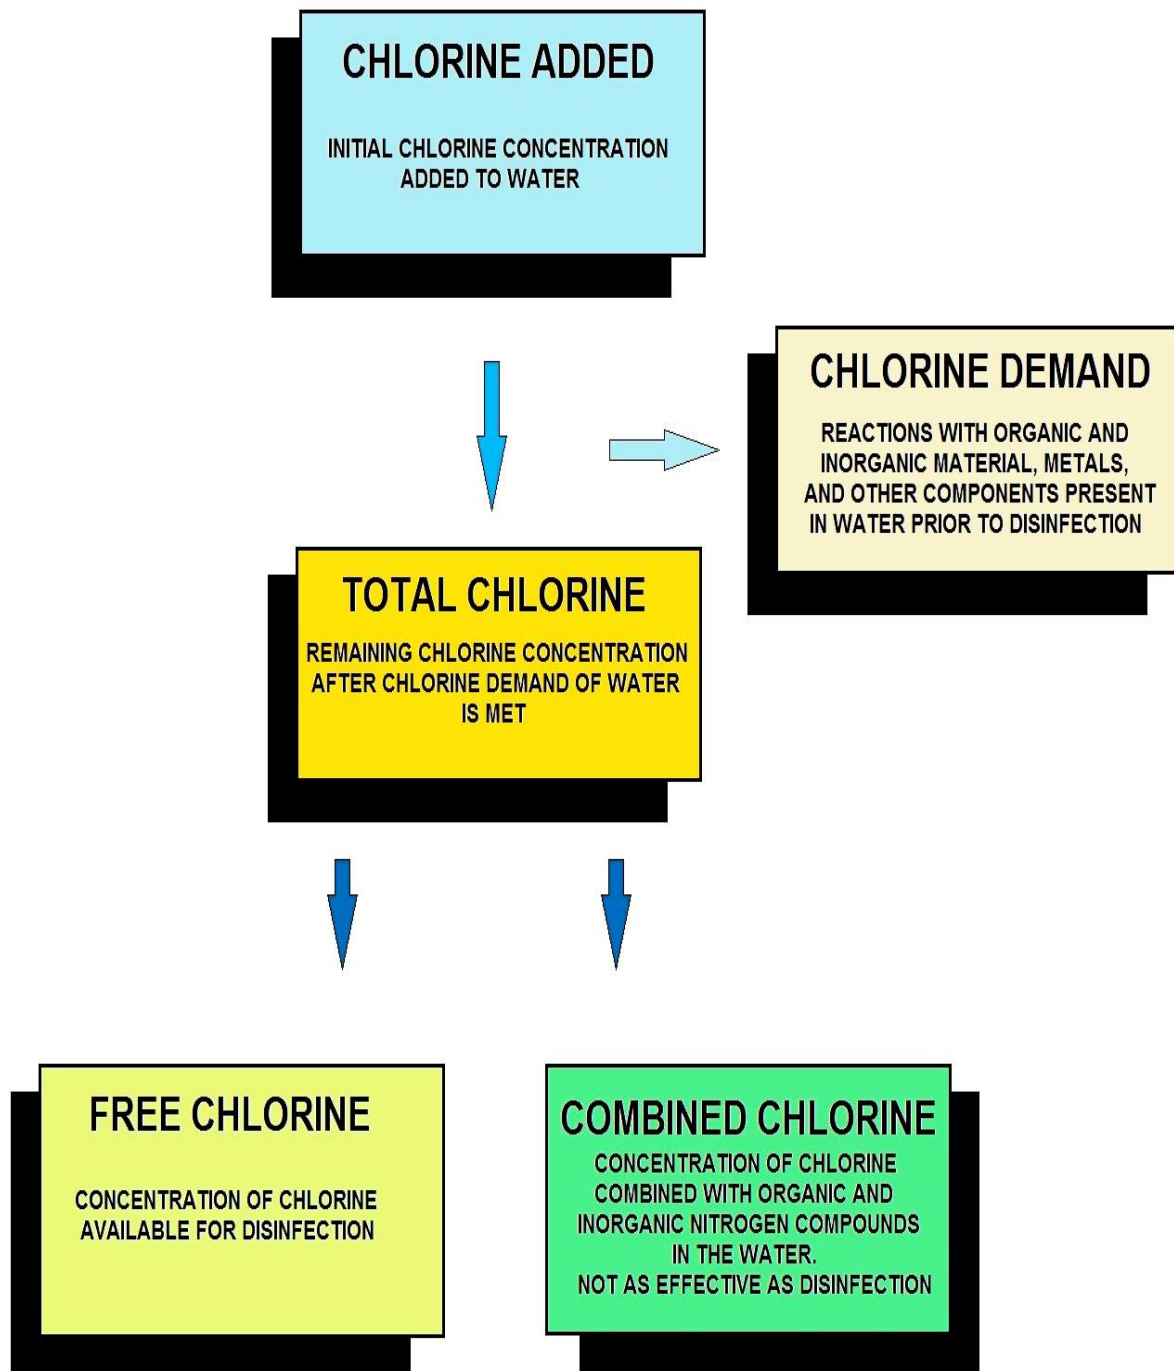 CHLORINE ADDED
INITIAL CHLORINE CONCENTRATION
ADDED TO WATER
CHLORINE DEMAND
REACTIONS WITH ORGANIC AND
INORGANIC MATERIAL, METALS,
AND OTHER COMPONENTS PRESENT
IN WATER PRIOR TO DISINFECTION
TOTAL CHLORINE
REMAINING CHLORINE CONCENTRATION
AFTER CHLORINE DEMAND OF WATER
IS MET
FREE CHLORINE
CONCENTRATION OF CHLORINE
AVAILABLE FOR DISINFECTION
COMBINED CHLORINE
CONCENTRATION OF CHLORINE
COMBINED WITH ORGANIC AND
INORGANIC NITROGEN COMPOUNDS
IN THE WATER.
NOT AS EFFECTIVE AS DISINFECTION